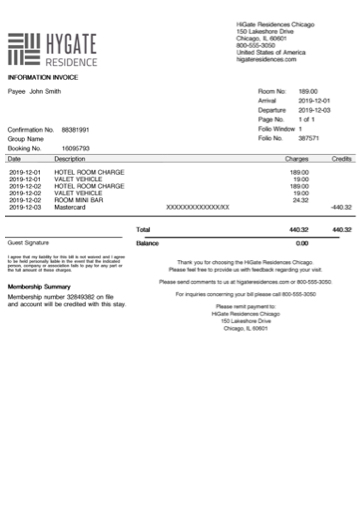 HYGATE
RESIDENCE
HiGate Residences Chicago
150 Lakeshore Drive
Chicago, IL 60601
800-555-3050
United States of America
higateresidences.com
INFORMATION INVOICE
Payee John Smith
Room No: 189.00
Arrival 2019-12-01
Departure 2019-12-03
Page No. 1 of 1
Folio Window 1
Folio No. 387571
Confirmation No. 88381991
Group Name
Booking No. 16095793
Date Description Charges Credits
2019-12-01 HOTEL ROOM CHARGE 189.00
2019-12-01 VALET VEHICLE 19.00
2019-12-02 HOTEL ROOM CHARGE 189.00
2019-12-02 VALET VEHICLE 19.00
2019-12-02 ROOM MINI BAR 24.32
2019-12-03 Mastercard XXXXXXXXXXXXX/XX -440.32
Total 440.32 440.32
Guest Signature
Balance 0.00
I agree that my liability for this bill is not waived and I agree
to be held personally liable in the event that the indicated
person, company or association fails to pay for any part or
the full amount of these charges.
Thank you for choosing the HiGate Residences Chicago.
Please feel free to provide us with feedback regarding your visit.
Please send comments to us at higateresidences.com or 800-555-3050
For inquiries concerning your bill please call 800-555-3050
Membership Summary
Membership number 32849382 on file
and account will be credited with this stay.
Please remit payment to:
HiGate Residences Chicago
150 Lakeshore Drive
Chicago, IL 60601